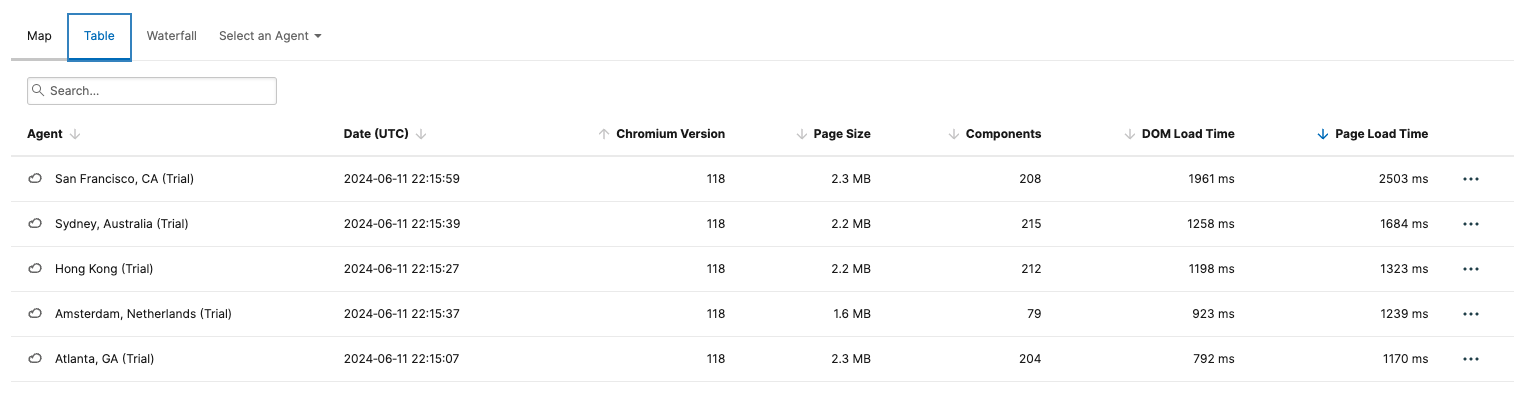 Map Table Waterfall Select an Agent
Search...
Agent Date (UTC) Chromium Version Page Size Components DOM Load Time Page Load Time
San Francisco, CA (Trial) 2024-06-11 22:15:59 118 2.3 MB 208 1961 ms 2503 ms
Sydney, Australia (Trial) 2024-06-11 22:15:39 118 2.2 MB 215 1258 ms 1684 ms
Hong Kong (Trial) 2024-06-11 22:15:27 118 2.2 MB 212 1198 ms 1323 ms
Amsterdam, Netherlands (Trial) 2024-06-11 22:15:37 118 1.6 MB 79 923 ms 1239 ms
Atlanta, GA (Trial) 2024-06-11 22:15:07 118 2.3 MB 204 792 ms 1170 ms